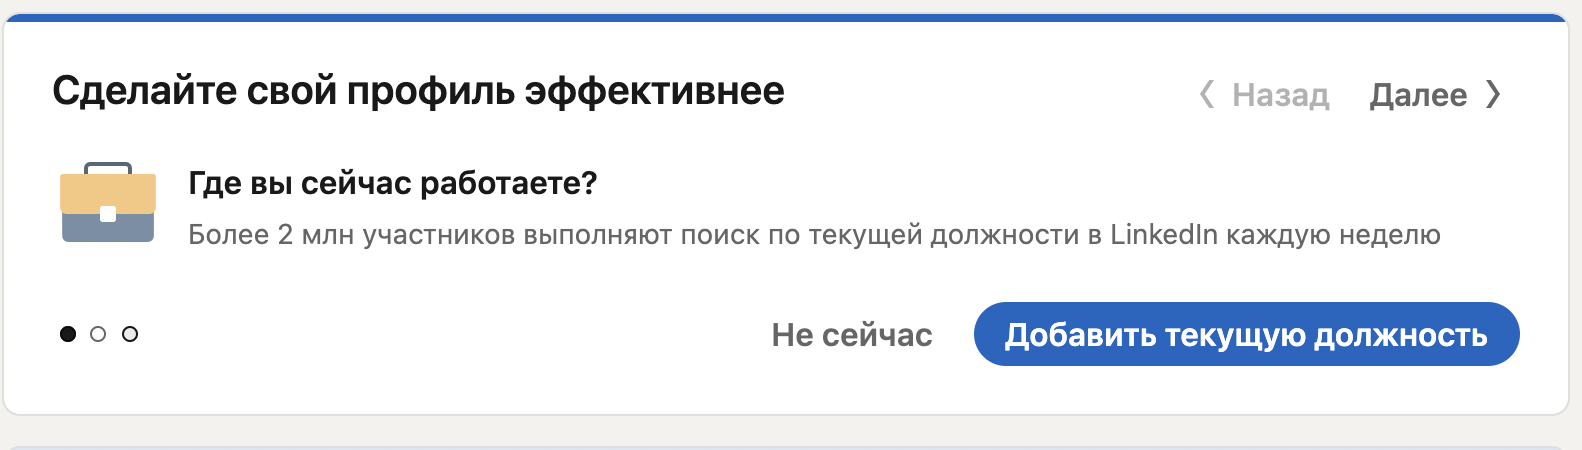 Сделайте свой профиль эффективнее
Назад
Далее
Где вы сейчас работаете?
Более 2 млн участников выполняют поиск по текущей должности в LinkedIn каждую неделю
Не сейчас
Добавить текущую должность